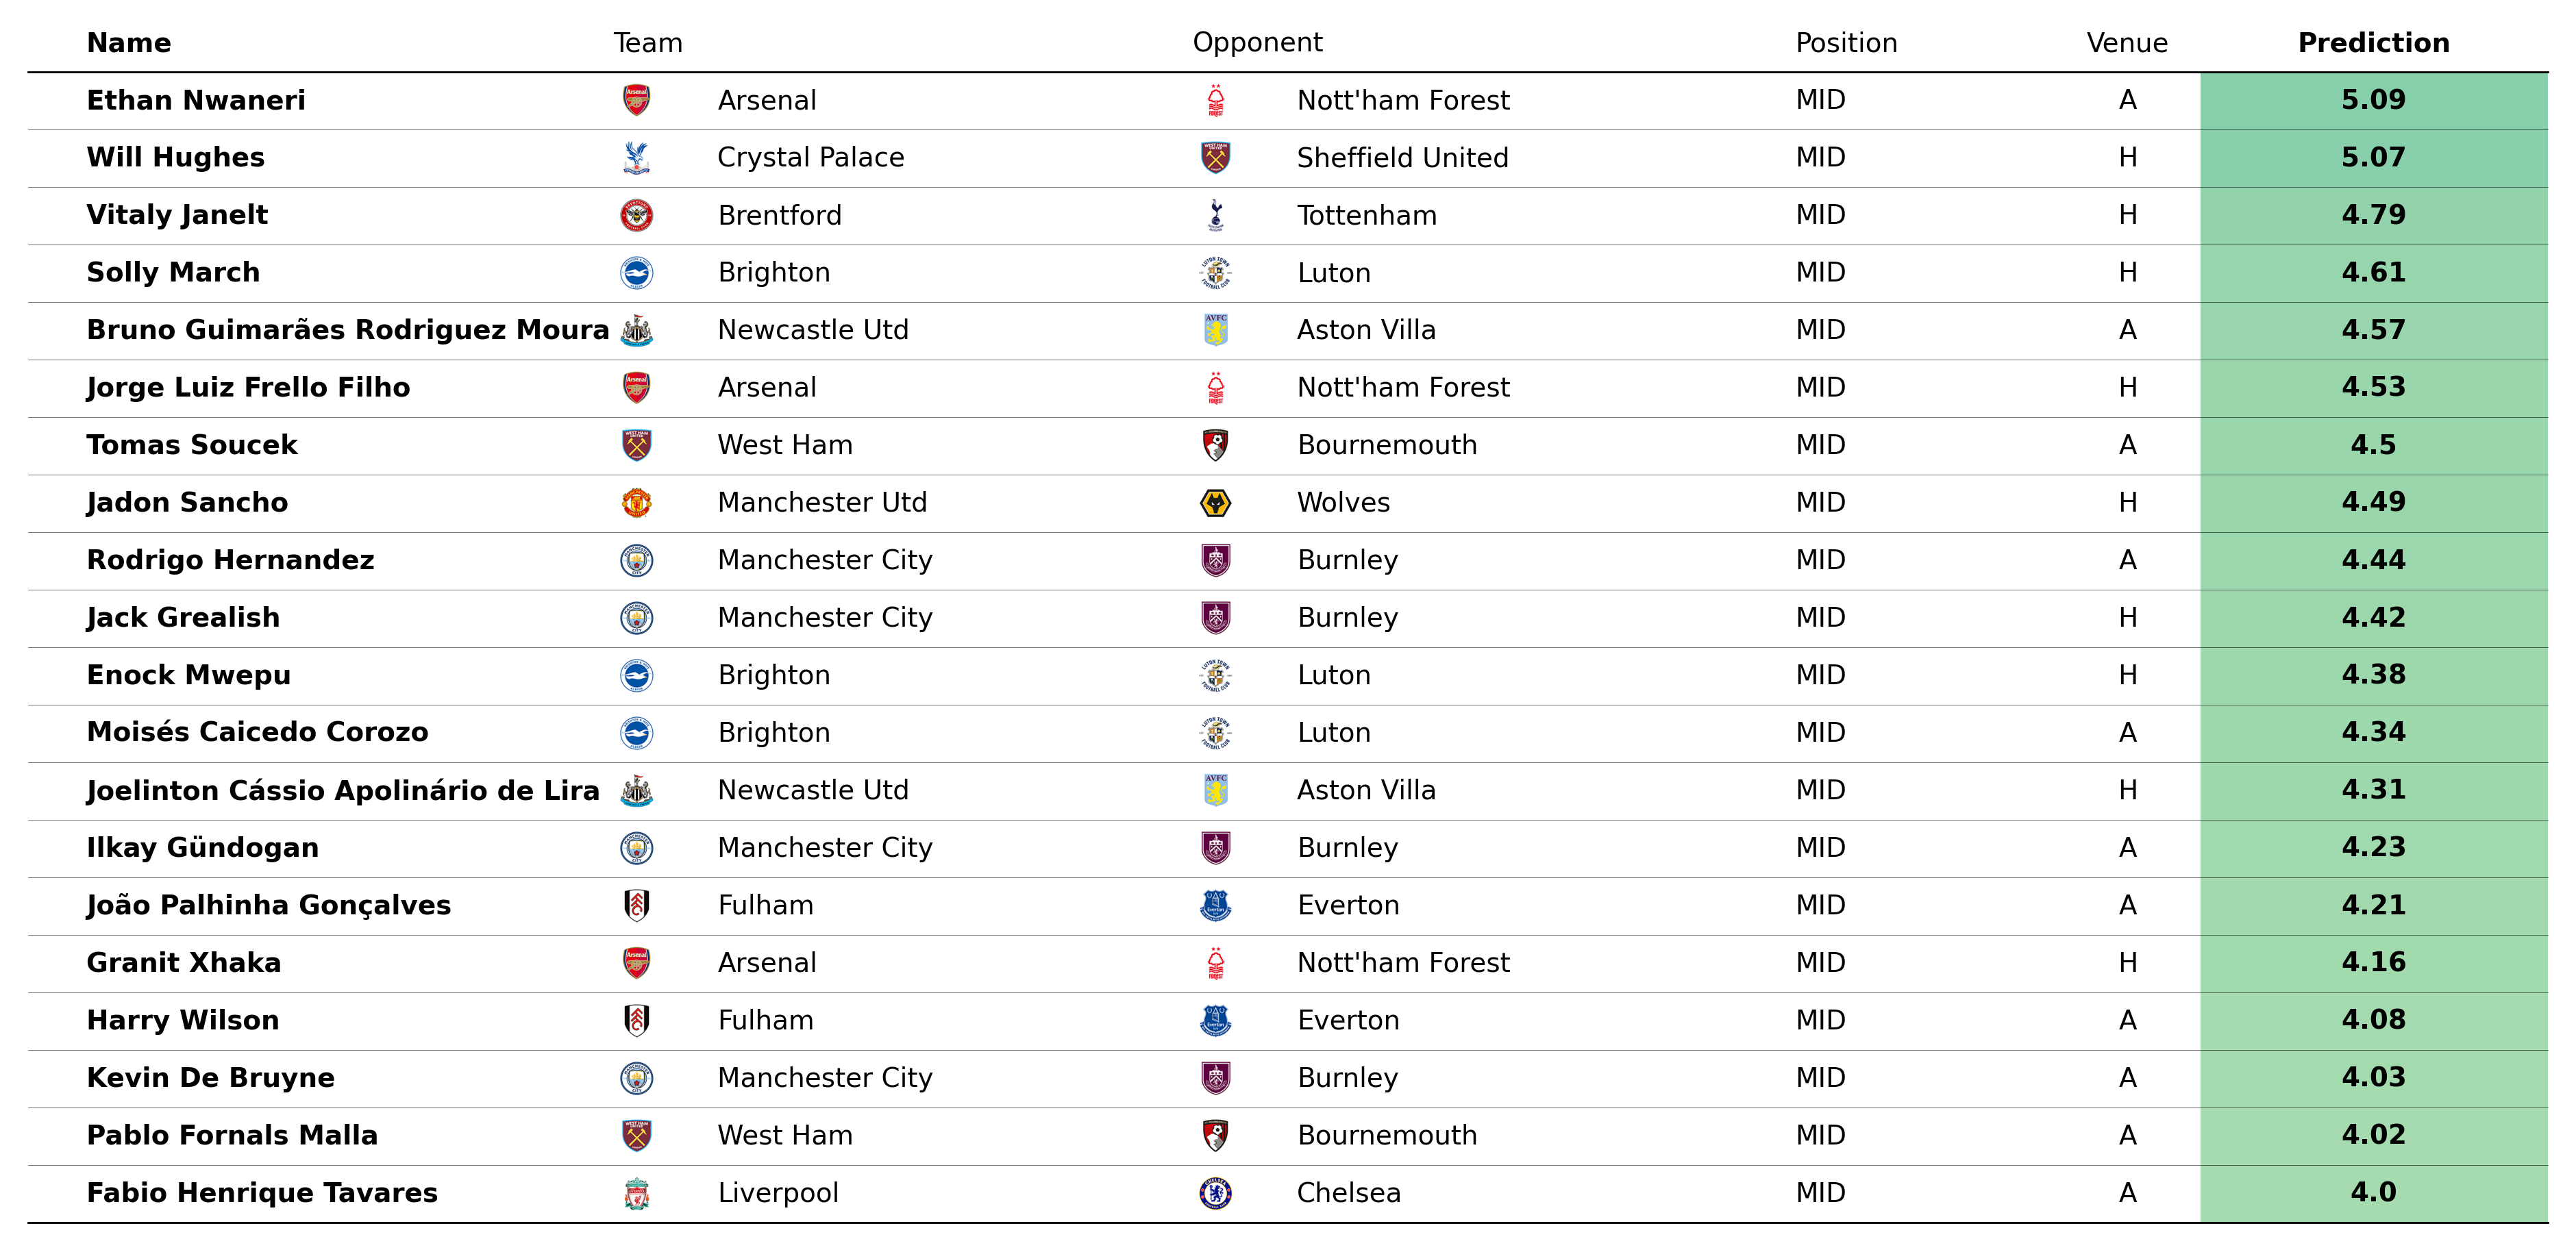 Name Team Opponent Position Venue Prediction
Ethan Nwaneri Arsenal Nott'ham Forest MID A 5.09
Will Hughes Crystal Palace Sheffield United MID H 5.07
Vitaly Janelt Brentford Tottenham MID H 4.79
Solly March Brighton Luton MID H 4.61
Bruno Guimarães Rodriguez Moura Newcastle Utd Aston Villa MID A 4.57
Jorge Luiz Frello Filho Arsenal Nott'ham Forest MID H 4.53
Tomas Soucek West Ham Bournemouth MID A 4.5
Jadon Sancho Manchester Utd Wolves MID H 4.49
Rodrigo Hernandez Manchester City Burnley MID A 4.44
Jack Grealish Manchester City Burnley MID H 4.42
Enock Mwepu Brighton Luton MID H 4.38
Moisés Caicedo Corozo Brighton Luton MID A 4.34
Joelinton Cássio Apolinário de Lira Newcastle Utd Aston Villa MID H 4.31
Ilkay Gündogan Manchester City Burnley MID A 4.23
João Palhinha Gonçalves Fulham Everton MID A 4.21
Granit Xhaka Arsenal Nott'ham Forest MID H 4.16
Harry Wilson Fulham Everton MID A 4.08
Kevin De Bruyne Manchester City Burnley MID A 4.03
Pablo Fornals Malla West Ham Bournemouth MID A 4.02
Fabio Henrique Tavares Liverpool Chelsea MID A 4.0